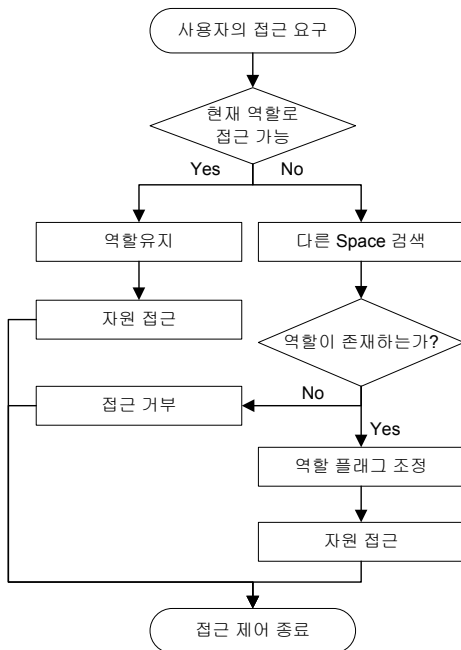 사용자의 접근 요구
현재 역할로
접근 가능
Yes
No
역할유지
다른 Space 검색
자원 접근
역할이 존재하는가?
접근 거부
No
Yes
역할 플래그 조정
자원 접근
접근 제어 종료